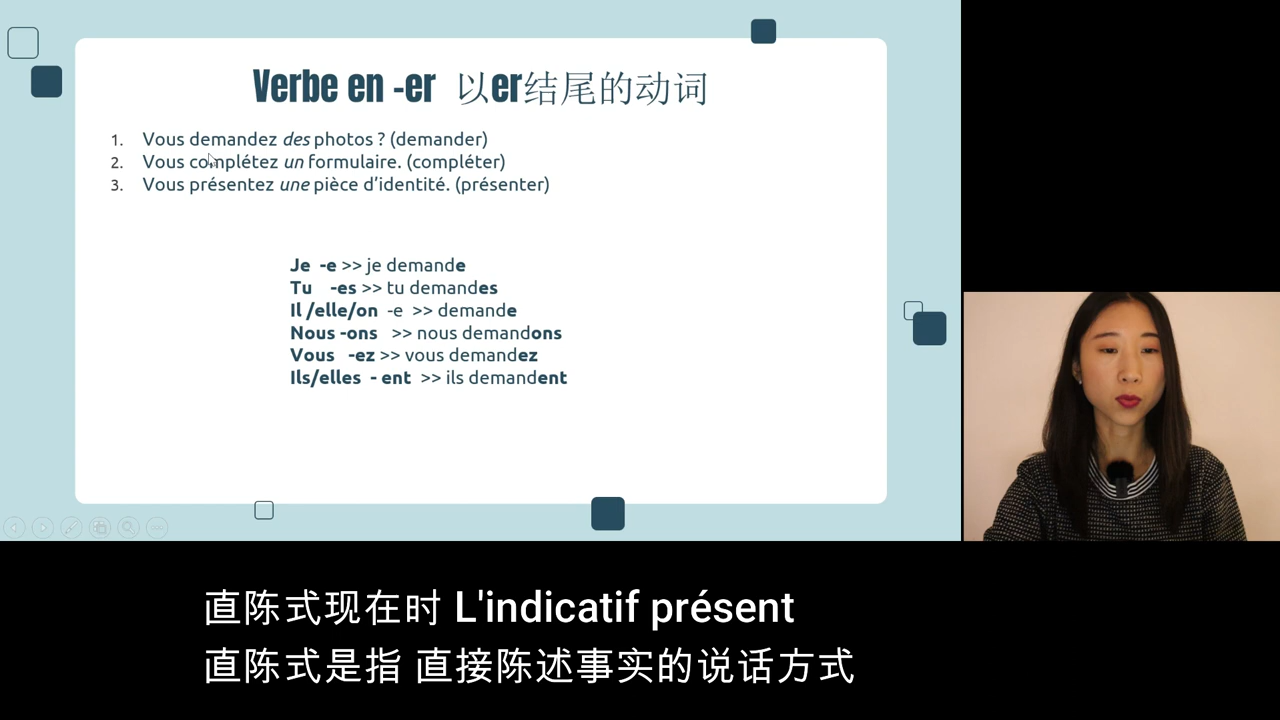 Verbe en -er 以er结尾的动词
1. Vous demandez des photos ? (demander)
2. Vous complétez un formulaire. (compléter)
3. Vous présentez une pièce d’identité. (présenter)
Je -e >> je demande
Tu -es >> tu demandes
Il /elle/on -e >> demande
Nous -ons >> nous demandons
Vous -ez >> vous demandez
Ils/elles - ent >> ils demandent
直陈式现在时 L'indicatif présent
直陈式是指 直接陈述事实的说话方式